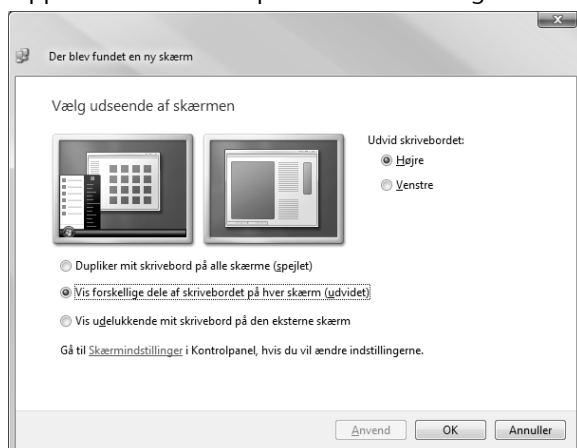 Der blev fundet en ny skærm
Vælg udseende af skærmen
Udvid skrivebordet:
Højre
Venstre
Dupliker mit skrivebord på alle skærme (spejlet)
Vis forskellige dele af skrivebordet på hver skærm (udvidet)
Vis udelukkende mit skrivebord på den eksterne skærm
Gå til Skærmindstillinger i Kontrolpanel, hvis du vil ændre indstillingerne.
Anvend OK Annuller